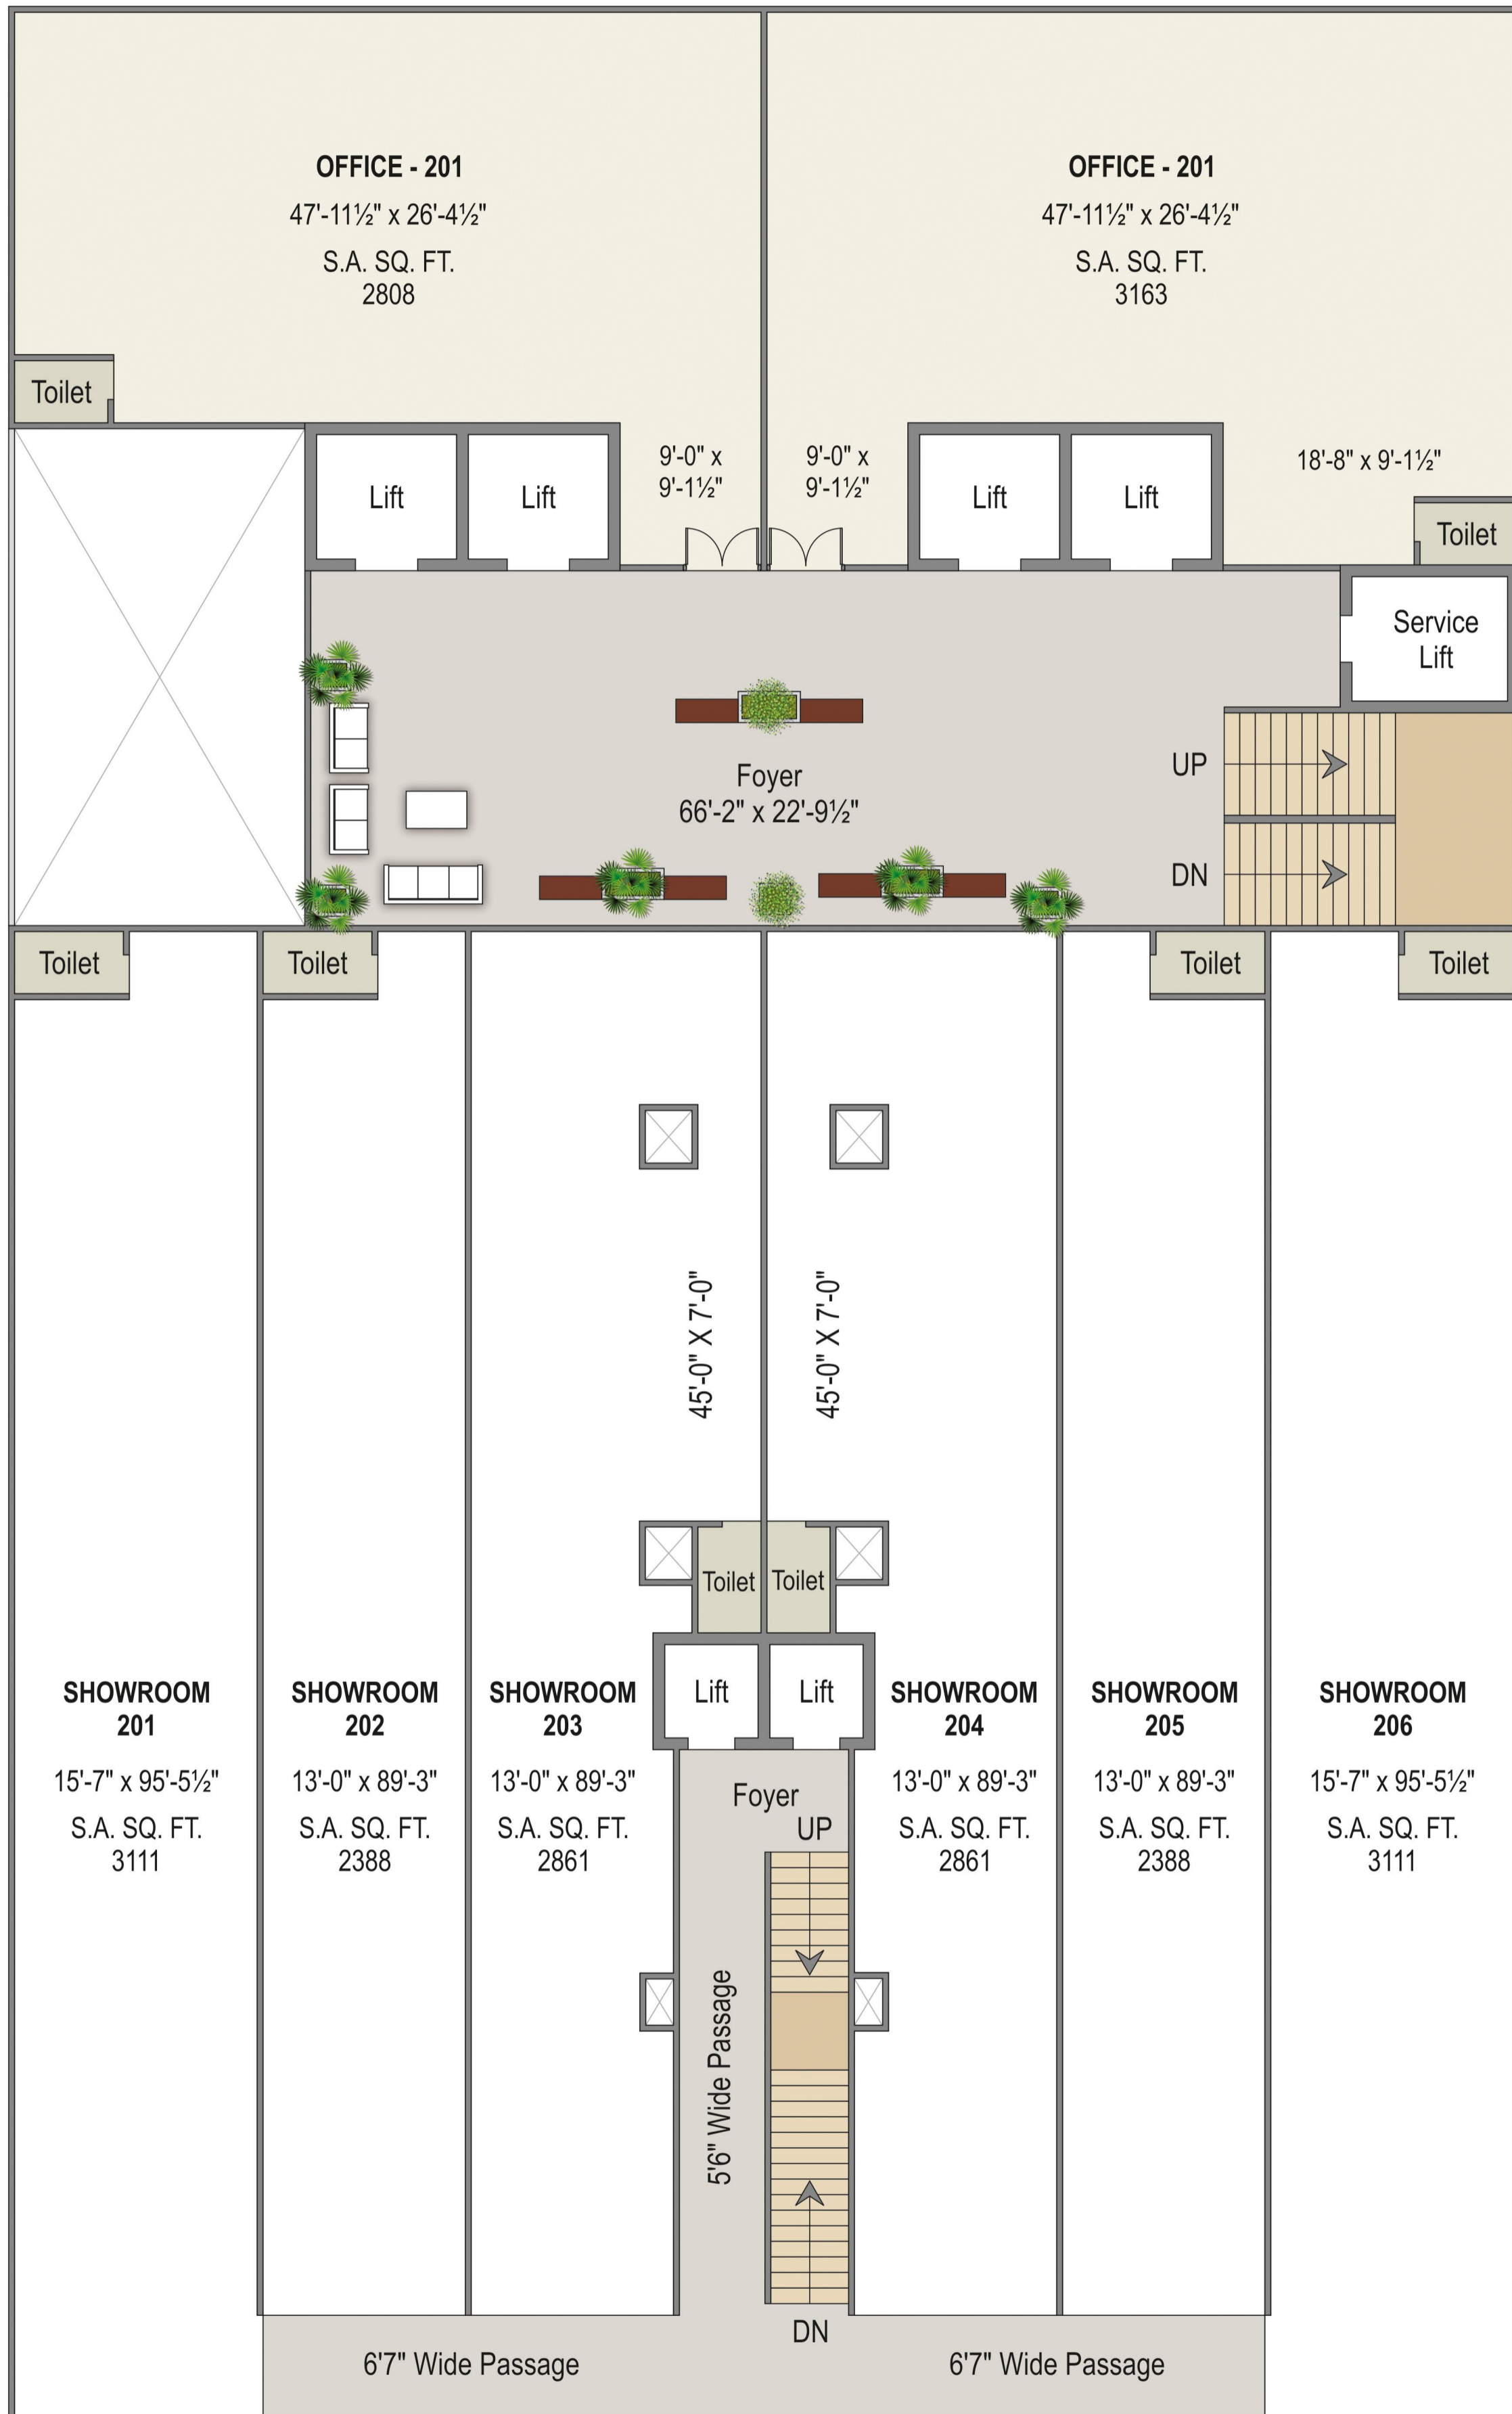 OFFICE - 201
47'-11½" x 26'-4½"
S.A. SQ. FT.
2808
OFFICE - 201
47'-11½" x 26'-4½"
S.A. SQ. FT.
3163
Toilet
Lift
Lift
9'-0" x
9'-1½"
9'-0" x
9'-1½"
Lift
Lift
18'-8" x 9'-1½"
Toilet
Service
Lift
Foyer
66'-2" x 22'-9½"
UP
DN
Toilet
Toilet
Toilet
Toilet
45'-0" X 7'-0"
45'-0" X 7'-0"
Toilet
Toilet
Lift
Lift
SHOWROOM
201
15'-7" x 95'-5½"
S.A. SQ. FT.
3111
SHOWROOM
202
13'-0" x 89'-3"
S.A. SQ. FT.
2388
SHOWROOM
203
13'-0" x 89'-3"
S.A. SQ. FT.
2861
SHOWROOM
204
13'-0" x 89'-3"
S.A. SQ. FT.
2861
SHOWROOM
205
13'-0" x 89'-3"
S.A. SQ. FT.
2388
SHOWROOM
206
15'-7" x 95'-5½"
S.A. SQ. FT.
3111
Foyer
UP
5'6" Wide Passage
DN
6'7" Wide Passage
6'7" Wide Passage